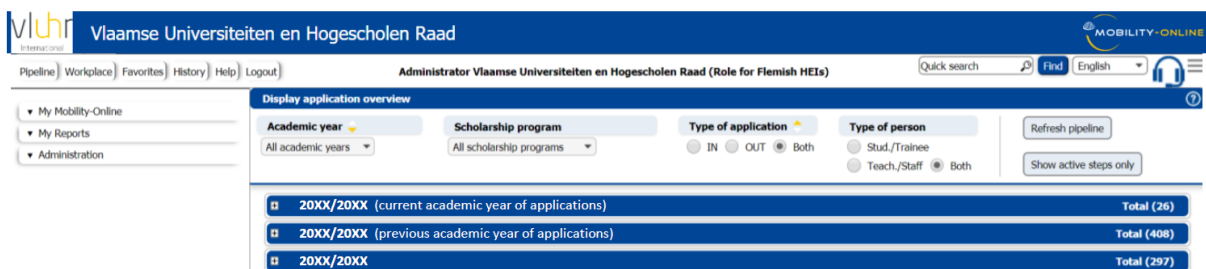 vluhr
International
Vlaamse Universiteiten en Hogescholen Raad
MOBILITY-ONLINE
Pipeline Workplace Favorites History Help Logout
Administrator Vlaamse Universiteiten en Hogescholen Raad (Role for Flemish HEIs)
Quick search Find English
My Mobility-Online
My Reports
Administration
Display application overview
Academic year Scholarship program Type of application Type of person
All academic years All scholarship programs IN OUT Both Stud./Trainee
Teach./Staff Both
Refresh pipeline
Show active steps only
20XX/20XX (current academic year of applications) Total (26)
20XX/20XX (previous academic year of applications) Total (408)
20XX/20XX Total (297)